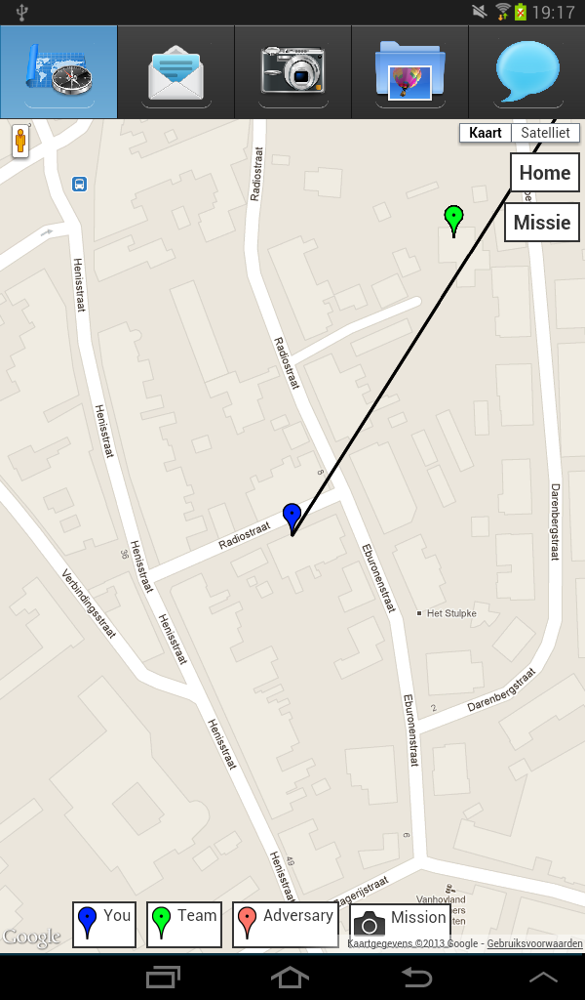 19:17
Kaart Satelliet
Home
Missie
Radiostraat
Henisstraat
Radiostraat
Henisstraat
8
Darenbergstraat
Radiostraat
36
Henisstraat
Eburonenstraat
Verbindingsstraat
Het Stulpke
Henisstraat
Darenbergstraat
2
Eburonenstraat
Henisstraat
6
49
Henisstraat
agerijstraat
Vanhoyland
You
Team
Adversary
Mission
Google
Kaartgegevens ©2013 Google - Gebruiksvoorwaarden